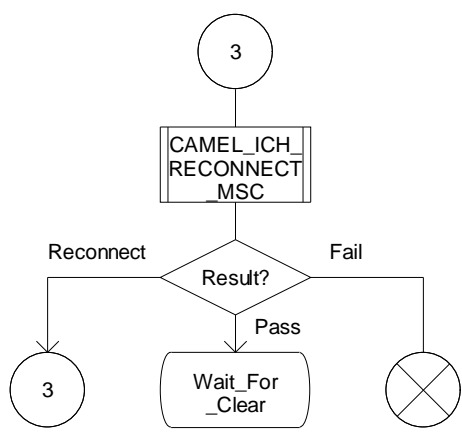 3
CAMEL_ICH_
RECONNECT
_MSC
Reconnect
Result?
Fail
Pass
3
Wait_For
_Clear